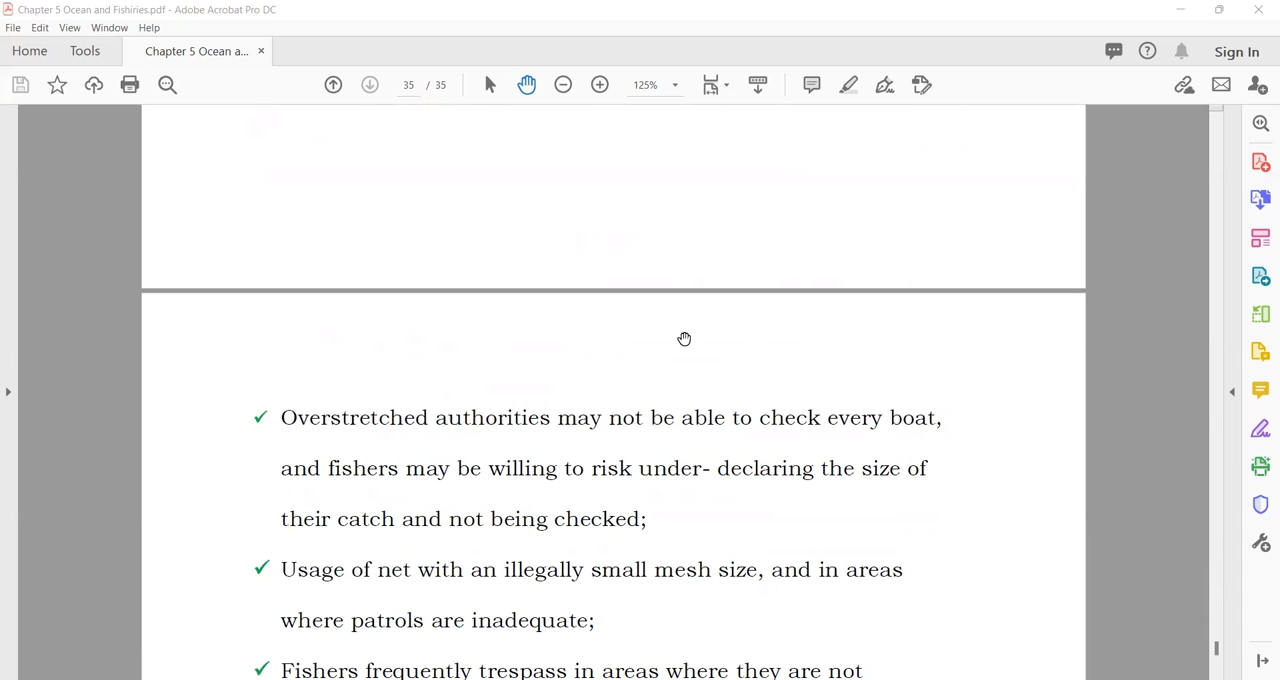 Chapter 5 Ocean and Fishiries.pdf - Adobe Acrobat Pro DC
File Edit View Window Help
Home Tools Chapter 5 Ocean a... × Sign In
35 / 35 125%
✓ Overstretched authorities may not be able to check every boat,
and fishers may be willing to risk under- declaring the size of
their catch and not being checked;
✓ Usage of net with an illegally small mesh size, and in areas
where patrols are inadequate;
✓ Fishers frequently trespass in areas where they are not